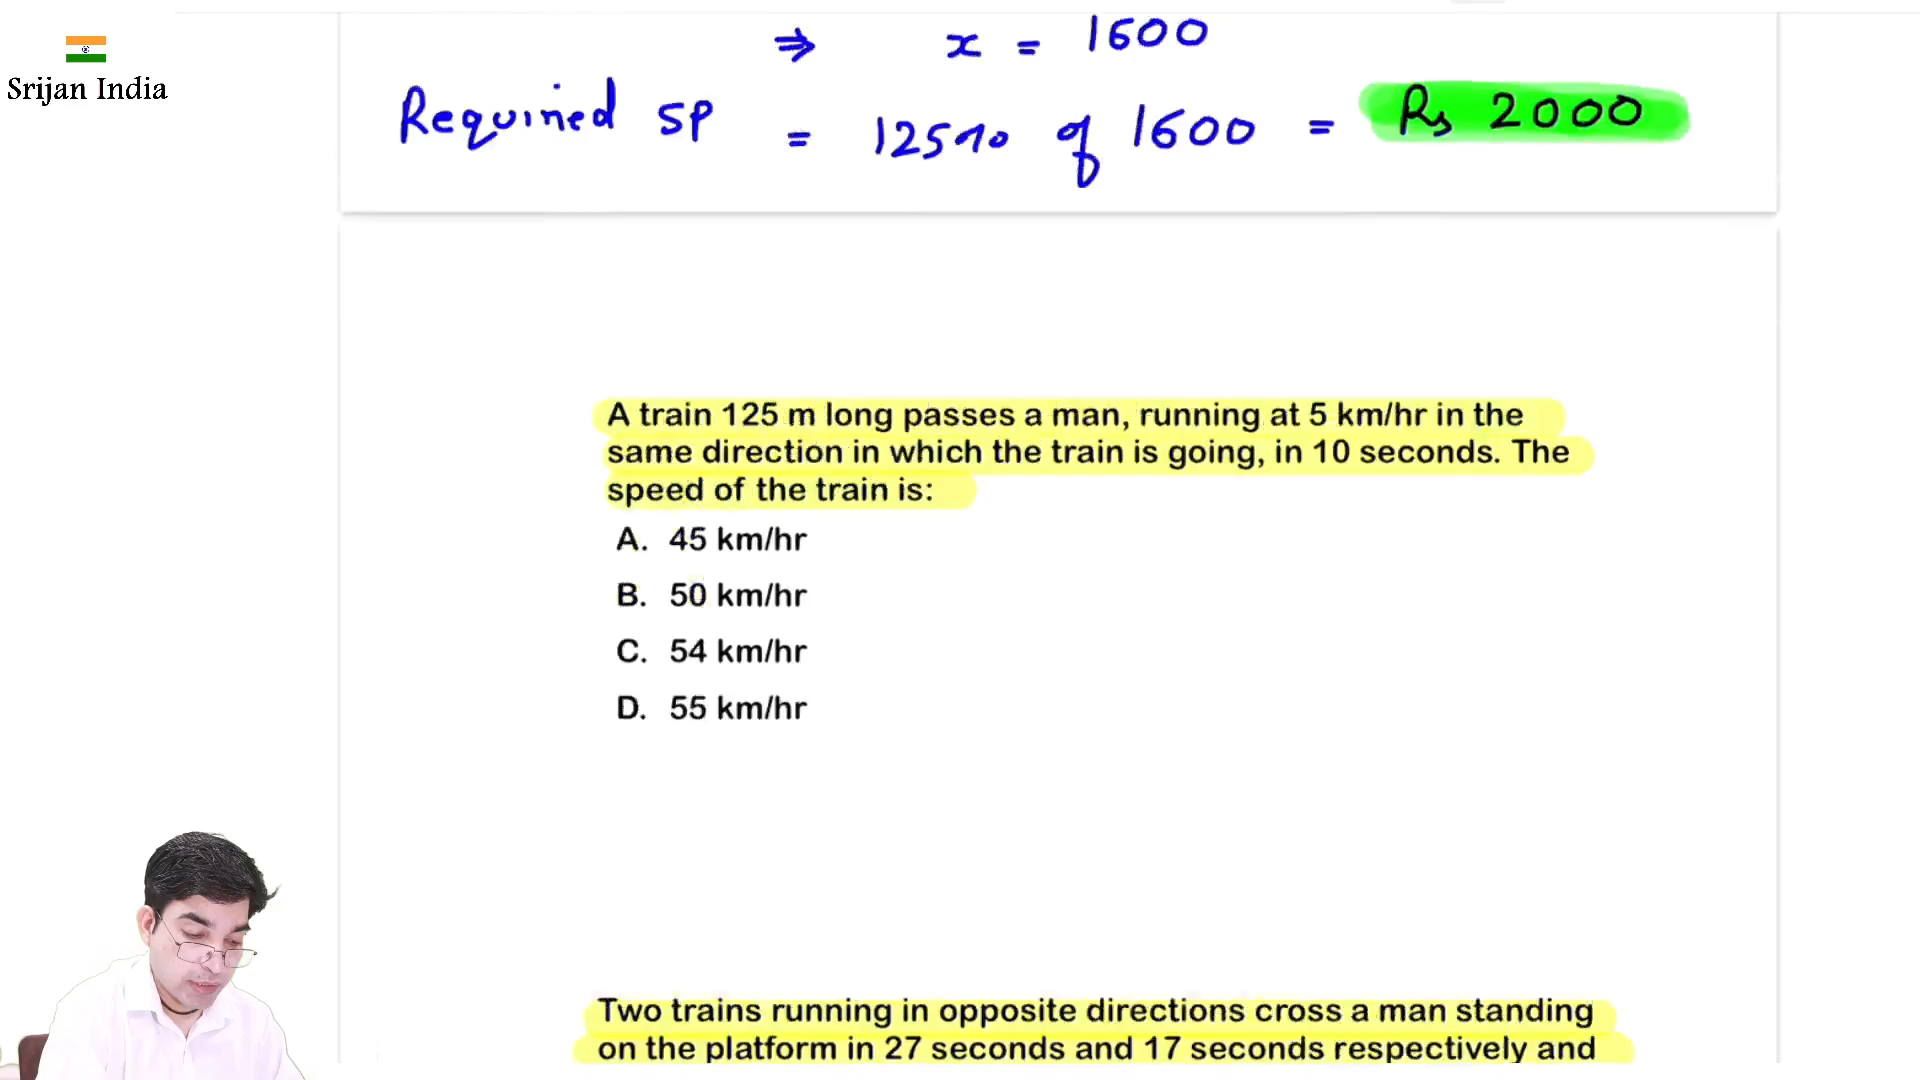 ⇒ x = 1600
Srijan India
Required SP = 125% of 1600 = Rs 2000
A train 125 m long passes a man, running at 5 km/hr in the
same direction in which the train is going, in 10 seconds. The
speed of the train is:
A. 45 km/hr
B. 50 km/hr
C. 54 km/hr
D. 55 km/hr
Two trains running in opposite directions cross a man standing
on the platform in 27 seconds and 17 seconds respectively and